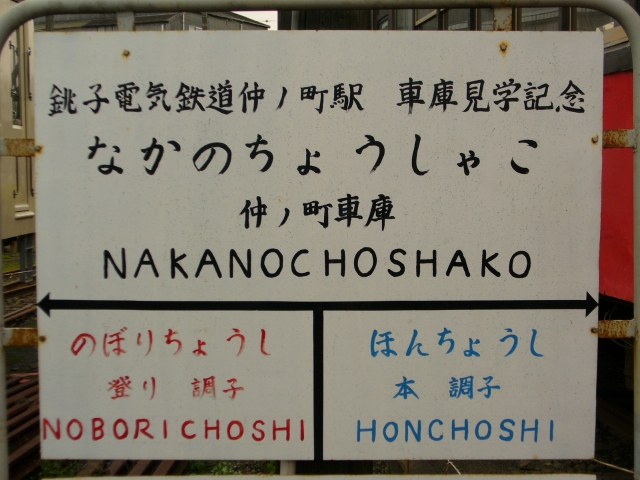 銚子電気鉄道仲ノ町駅 車庫見学記念
なかのちょうしゃこ
仲ノ町車庫
NAKANOCHOSHAKO
のぼりちょうし
登り 調子
NOBORICHOSHI
ほんちょうし
本 調子
HONCHOSHI